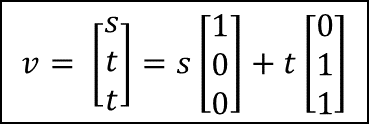 v = [s t t] = s [1 0 0] + t [0 1 1]